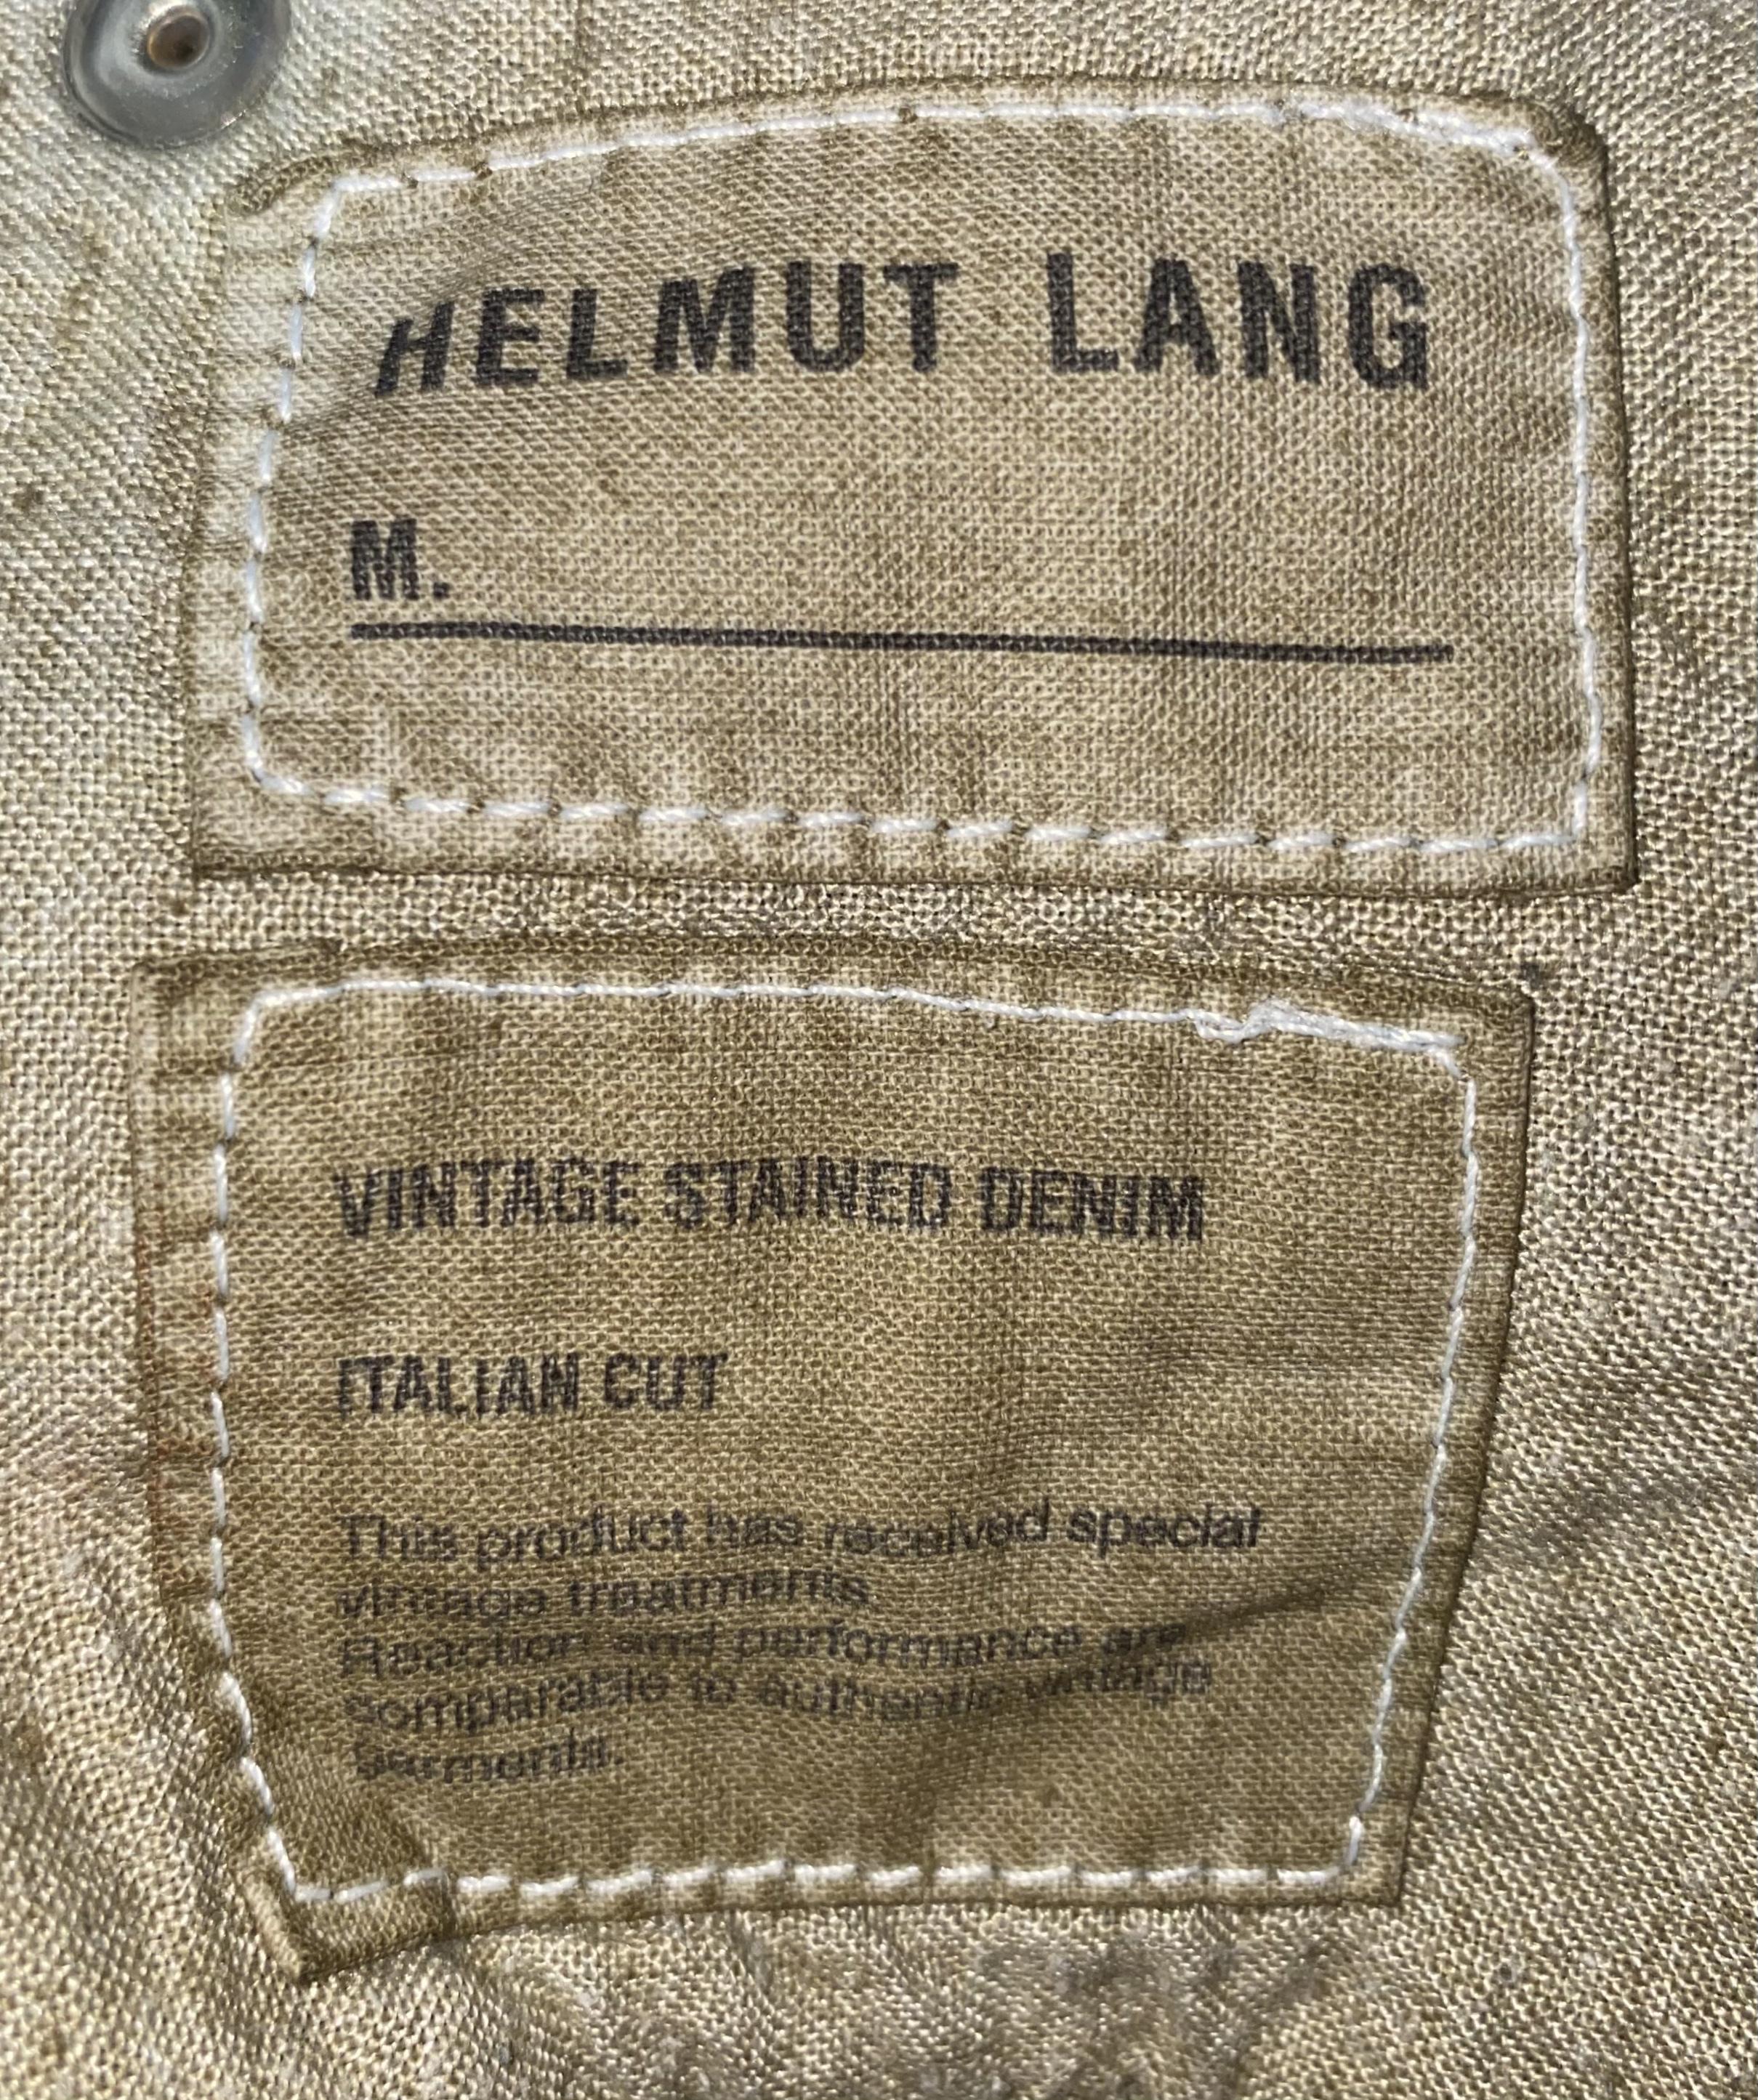 HELMUT LANG
M.
VINTAGE STAINED DENIM
ITALIAN CUT
This product has received special
vintage treatments
Reaction and performance are
comparable to authentic vintage
garments.